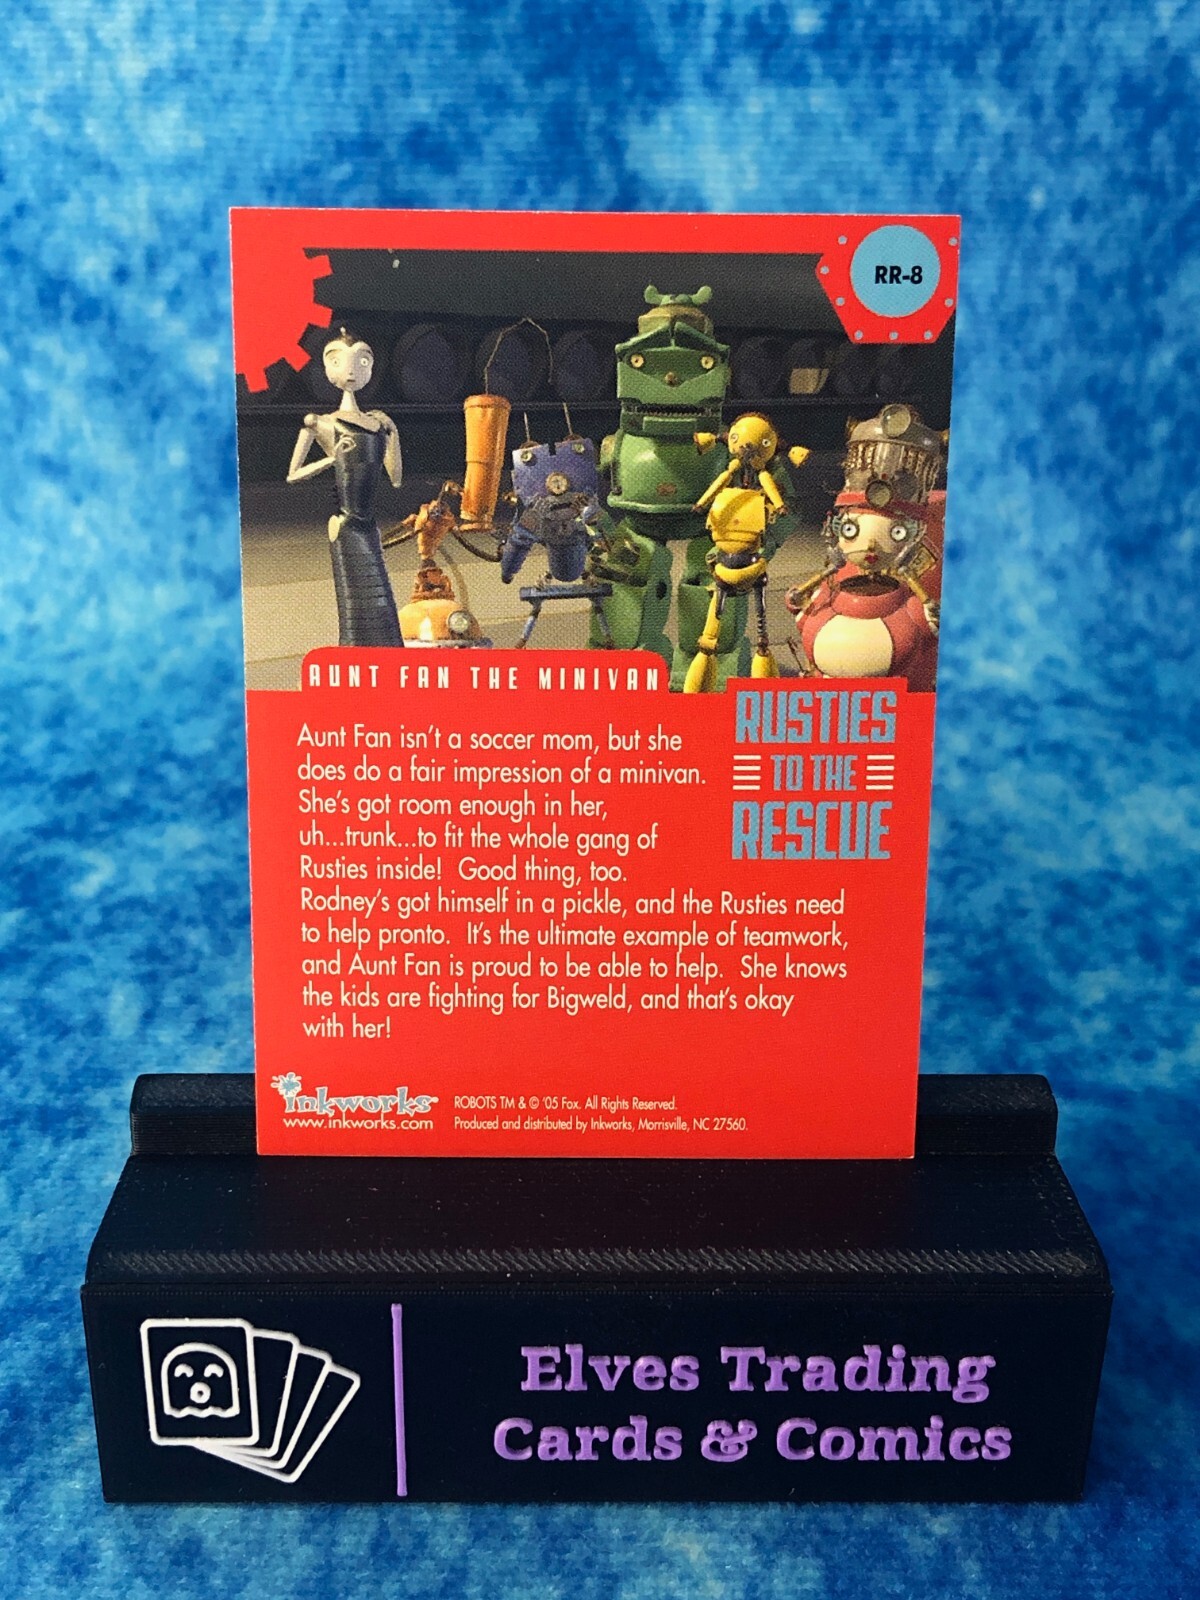 RR-8
AUNT FAN THE MINIVAN
RUSTIES
TO THE
RESCUE
Aunt Fan isn't a soccer mom, but she
does do a fair impression of a minivan.
She's got room enough in her,
uh...trunk...to fit the whole gang of
Rusties inside! Good thing, too.
Rodney's got himself in a pickle, and the Rusties need
to help pronto. It's the ultimate example of teamwork,
and Aunt Fan is proud to be able to help. She knows
the kids are fighting for Bigweld, and that's okay
with her!
inkworks
www.inkworks.com
ROBOTS TM & © '05 Fox. All Rights Reserved.
Produced and distributed by Inkworks, Morrisville, NC 27560.
Elves Trading
Cards & Comics